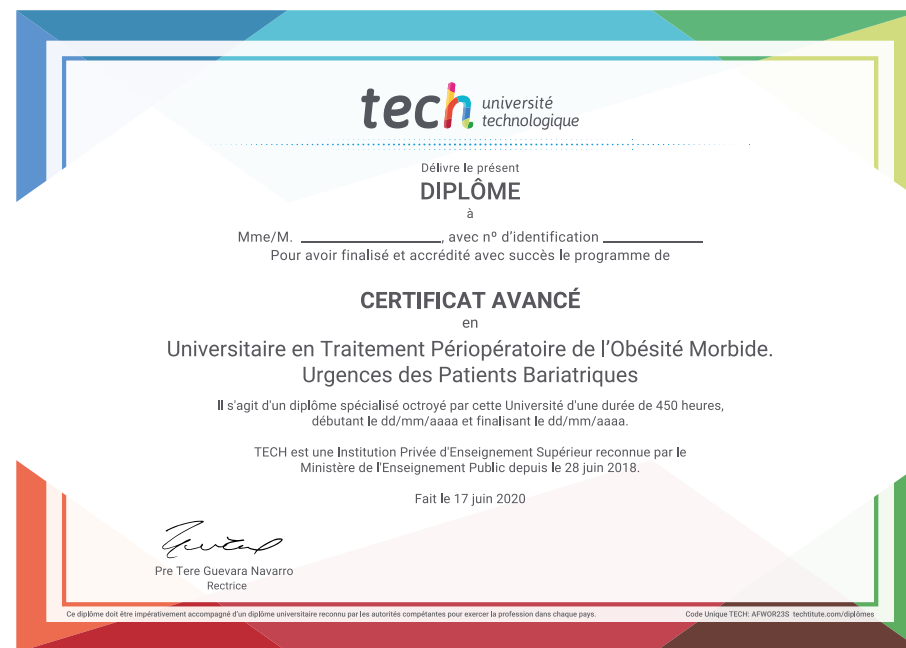 tech université
technologique
Délivre le présent
DIPLÔME
à
Mme/M. ____________________, avec nº d'identification ______________
Pour avoir finalisé et accrédité avec succès le programme de
CERTIFICAT AVANCÉ
en
Universitaire en Traitement Périopératoire de l'Obésité Morbide.
Urgences des Patients Bariatriques
Il s'agit d'un diplôme spécialisé octroyé par cette Université d'une durée de 450 heures,
débutant le dd/mm/aaaa et finalisant le dd/mm/aaaa.
TECH est une Institution Privée d'Enseignement Supérieur reconnue par le
Ministère de l'Enseignement Public depuis le 28 juin 2018.
Fait le 17 juin 2020
Pre Tere Guevara Navarro
Rectrice
Ce diplôme doit être impérativement accompagné d'un diplôme universitaire reconnu par les autorités compétentes pour exercer la profession dans chaque pays. Code Unique TECH: AFWOR23S techtitute.com/diplômes